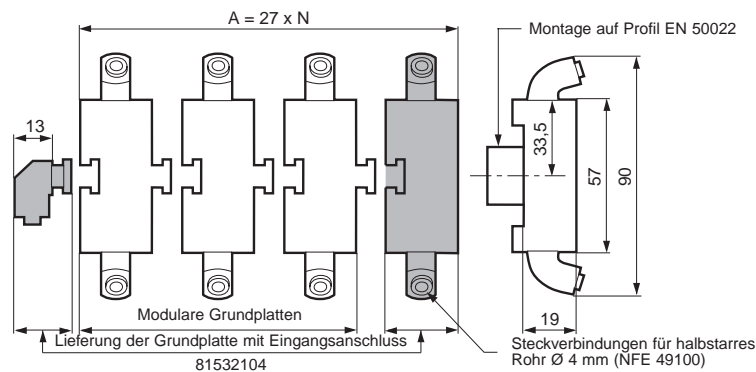 A = 27 x N
Montage auf Profil EN 50022
13
33,5
57
90
Modulare Grundplatten
19
Lieferung der Grundplatte mit Eingangsanschluss
81532104
Steckverbindungen für halbstarres
Rohr Ø 4 mm (NFE 49100)